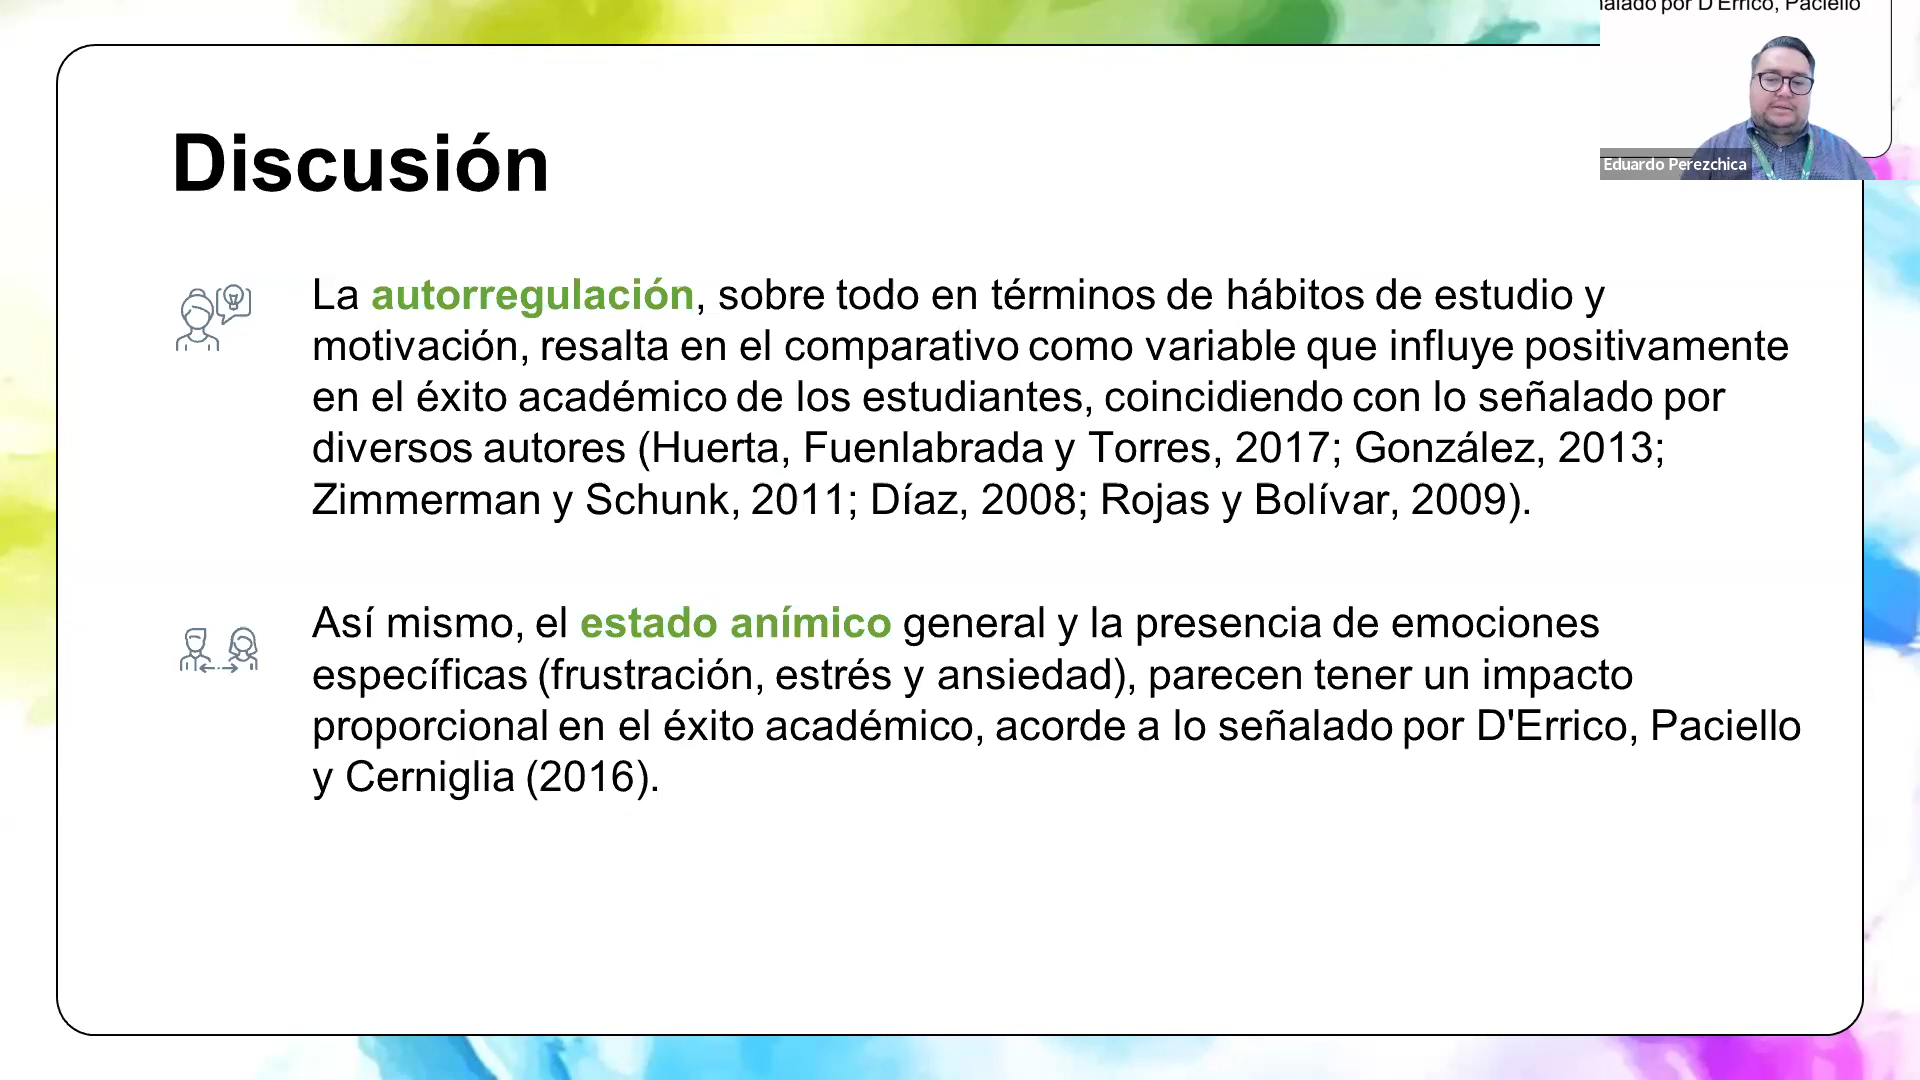 alado por D'Errico, Paciello
Eduardo Perezchica
Discusión
La autorregulación, sobre todo en términos de hábitos de estudio y
motivación, resalta en el comparativo como variable que influye positivamente
en el éxito académico de los estudiantes, coincidiendo con lo señalado por
diversos autores (Huerta, Fuenlabrada y Torres, 2017; González, 2013;
Zimmerman y Schunk, 2011; Díaz, 2008; Rojas y Bolívar, 2009).
Así mismo, el estado anímico general y la presencia de emociones
específicas (frustración, estrés y ansiedad), parecen tener un impacto
proporcional en el éxito académico, acorde a lo señalado por D'Errico, Paciello
y Cerniglia (2016).